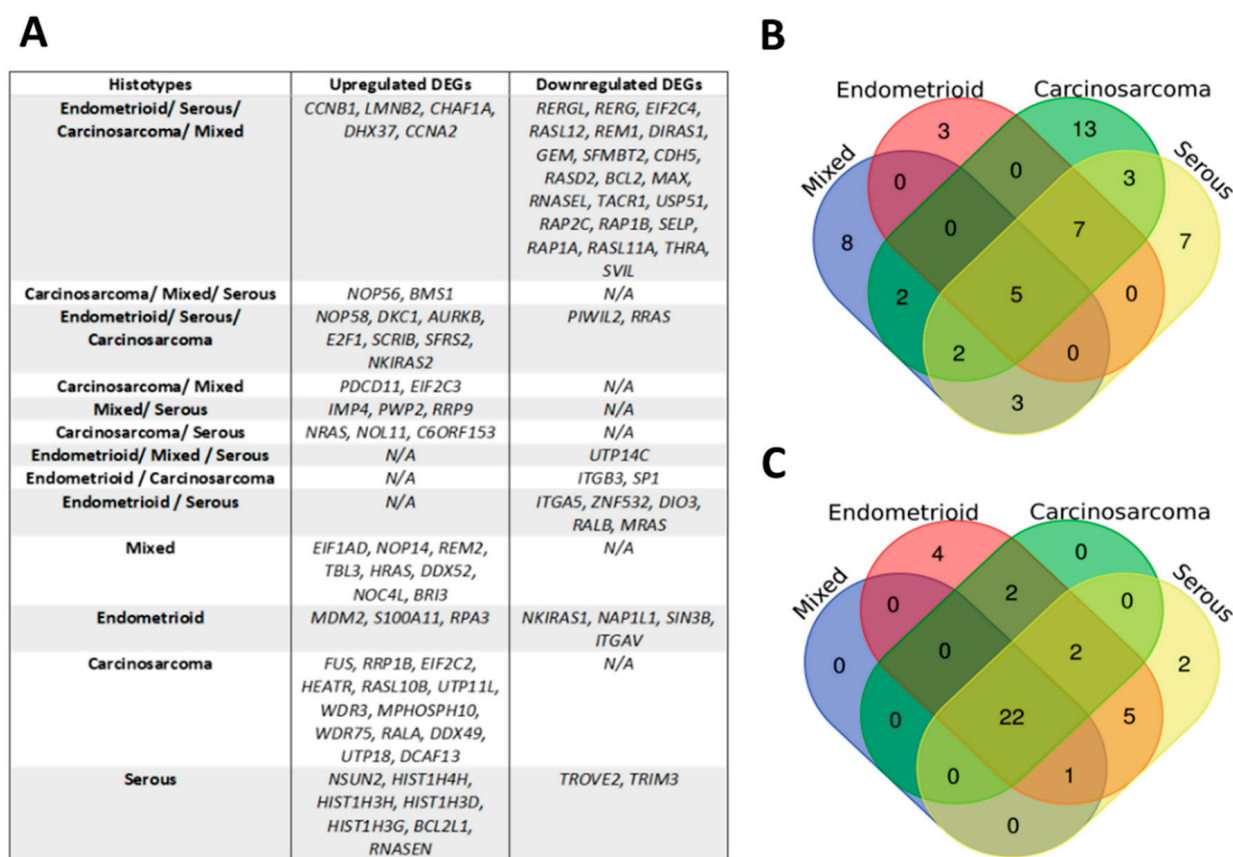 A
Histotypes Upregulated DEGs Downregulated DEGs
Endometrioid/ Serous/ CCNB1, LMNB2, CHAF1A, RERGL, RERG, EIF2C4,
Carcinosarcoma/ Mixed DHX37, CCNA2 RASL12, REM1, DIRAS1,
GEM, SFMBT2, CDH5,
RASD2, BCL2, MAX,
RNASEL, TACR1, USP51,
RAP2C, RAP1B, SELP,
RAP1A, RASL11A, THRA,
SVIL
Carcinosarcoma/ Mixed/ Serous NOP56, BMS1 N/A
Endometrioid/ Serous/ NOP58, DKC1, AURKB, PIWIL2, RRAS
Carcinosarcoma E2F1, SCRIB, SFRS2,
NKIRAS2
Carcinosarcoma/ Mixed PDCD11, EIF2C3 N/A
Mixed/ Serous IMP4, PWP2, RRP9 N/A
Carcinosarcoma/ Serous NRAS, NOL11, C6ORF153 N/A
Endometrioid/ Mixed / Serous N/A UTP14C
Endometrioid / Carcinosarcoma N/A ITGB3, SP1
Endometrioid / Serous N/A ITGA5, ZNF532, DIO3,
RALB, MRAS
Mixed EIF1AD, NOP14, REM2, N/A
TBL3, HRAS, DDX52,
NOC4L, BRI3
Endometrioid MDM2, S100A11, RPA3 NKIRAS1, NAP1L1, SIN3B,
ITGAV
Carcinosarcoma FUS, RRP1B, EIF2C2, N/A
HEATR, RASL10B, UTP11L,
WDR3, MPHOSPH10,
WDR75, RALA, DDX49,
UTP18, DCAF13
Serous NSUN2, HIST1H4H, TROVE2, TRIM3
HIST1H3H, HIST1H3D,
HIST1H3G, BCL2L1,
RNASEN
B
Endometrioid Carcinosarcoma
Mixed Serous
3 13
0 0 3
8 0 7 7
2 5 0
2 0
3
C
Endometrioid Carcinosarcoma
Mixed Serous
4 0
0 2 0
0 0 2 2
0 22 5
0 1
0